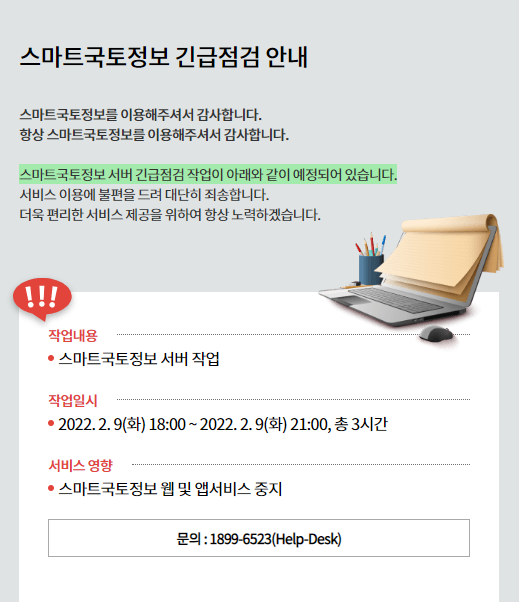 스마트국토정보 긴급점검 안내
스마트국토정보를 이용해주셔서 감사합니다.
항상 스마트국토정보를 이용해주셔서 감사합니다.
스마트국토정보 서버 긴급점검 작업이 아래와 같이 예정되어 있습니다.
서비스 이용에 불편을 드려 대단히 죄송합니다.
더욱 편리한 서비스 제공을 위하여 항상 노력하겠습니다.
!!!
작업내용
스마트국토정보 서버 작업
작업일시
2022. 2. 9(화) 18:00 ~ 2022. 2. 9(화) 21:00, 총 3시간
서비스 영향
스마트국토정보 웹 및 앱서비스 중지
문의 : 1899-6523(Help-Desk)